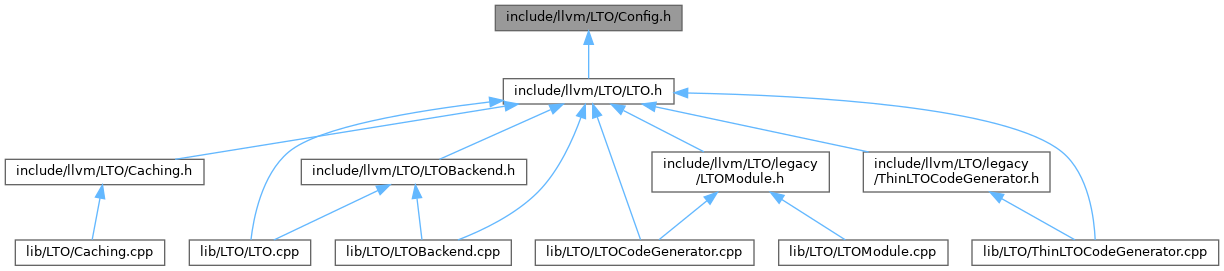 include/llvm/LTO/Config.h
include/llvm/LTO/LTO.h
include/llvm/LTO/Caching.h
include/llvm/LTO/LTOBackend.h
include/llvm/LTO/legacy
/LTOModule.h
include/llvm/LTO/legacy
/ThinLTOCodeGenerator.h
lib/LTO/Caching.cpp
lib/LTO/LTO.cpp
lib/LTO/LTOBackend.cpp
lib/LTO/LTOCodeGenerator.cpp
lib/LTO/LTOModule.cpp
lib/LTO/ThinLTOCodeGenerator.cpp